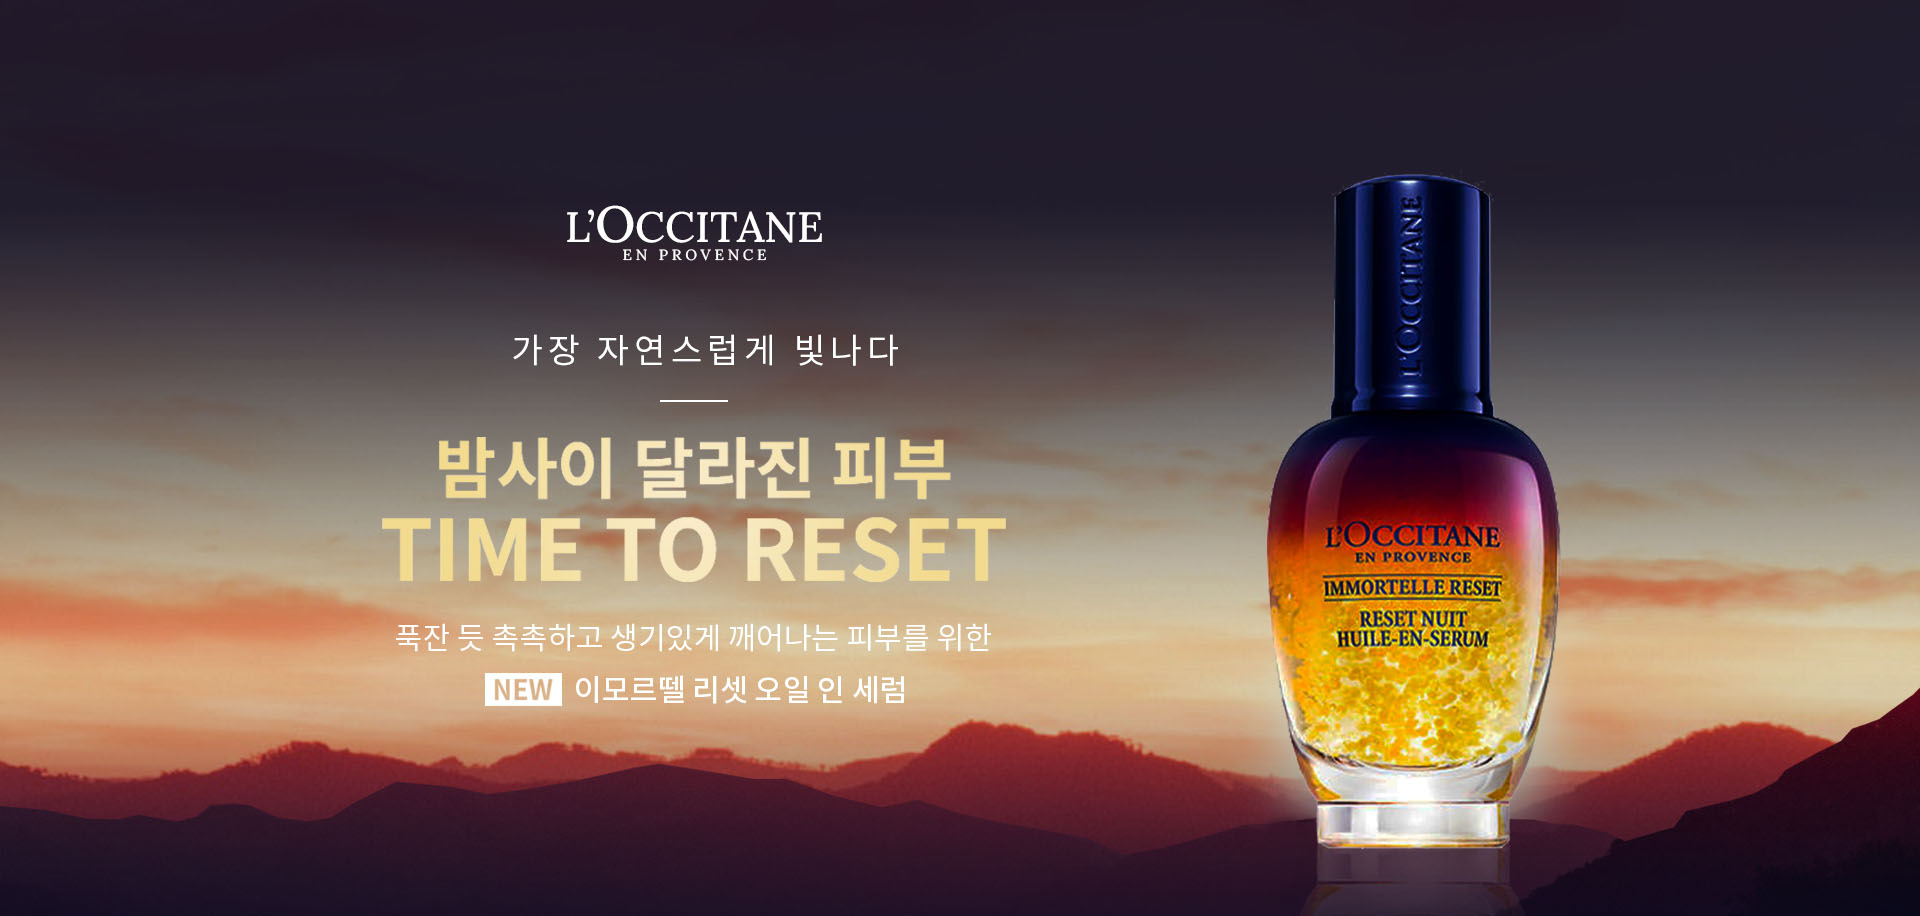 L'OCCITANE
EN PROVENCE
가장 자연스럽게 빛나다
밤사이 달라진 피부
TIME TO RESET
푹잔 듯 촉촉하고 생기있게 깨어나는 피부를 위한
NEW 이모르뗄 리셋 오일 인 세럼
L'OCCITANE
L'OCCITANE
EN PROVENCE
IMMORTELLE RESET
RESET NUIT
HUILE-EN-SERUM